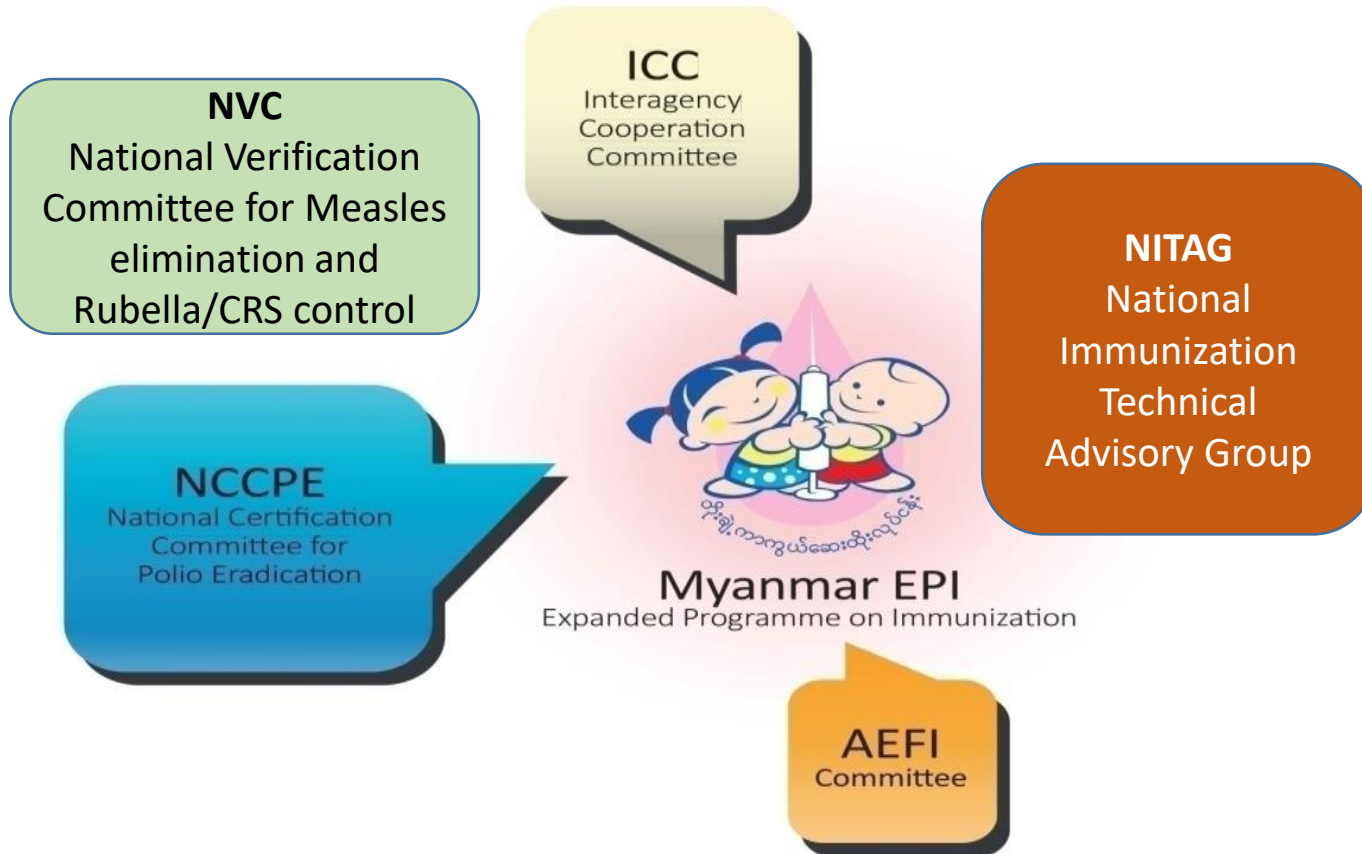 ICC
Interagency
Cooperation
Committee
NVC
National Verification
Committee for Measles
elimination and
Rubella/CRS control
NITAG
National
Immunization
Technical
Advisory Group
NCCPE
National Certification
Committee for
Polio Eradication
တိုးချဲ့ကာကွယ်ဆေးထိုးလုပ်ငန်း
Myanmar EPI
Expanded Programme on Immunization
AEFI
Committee